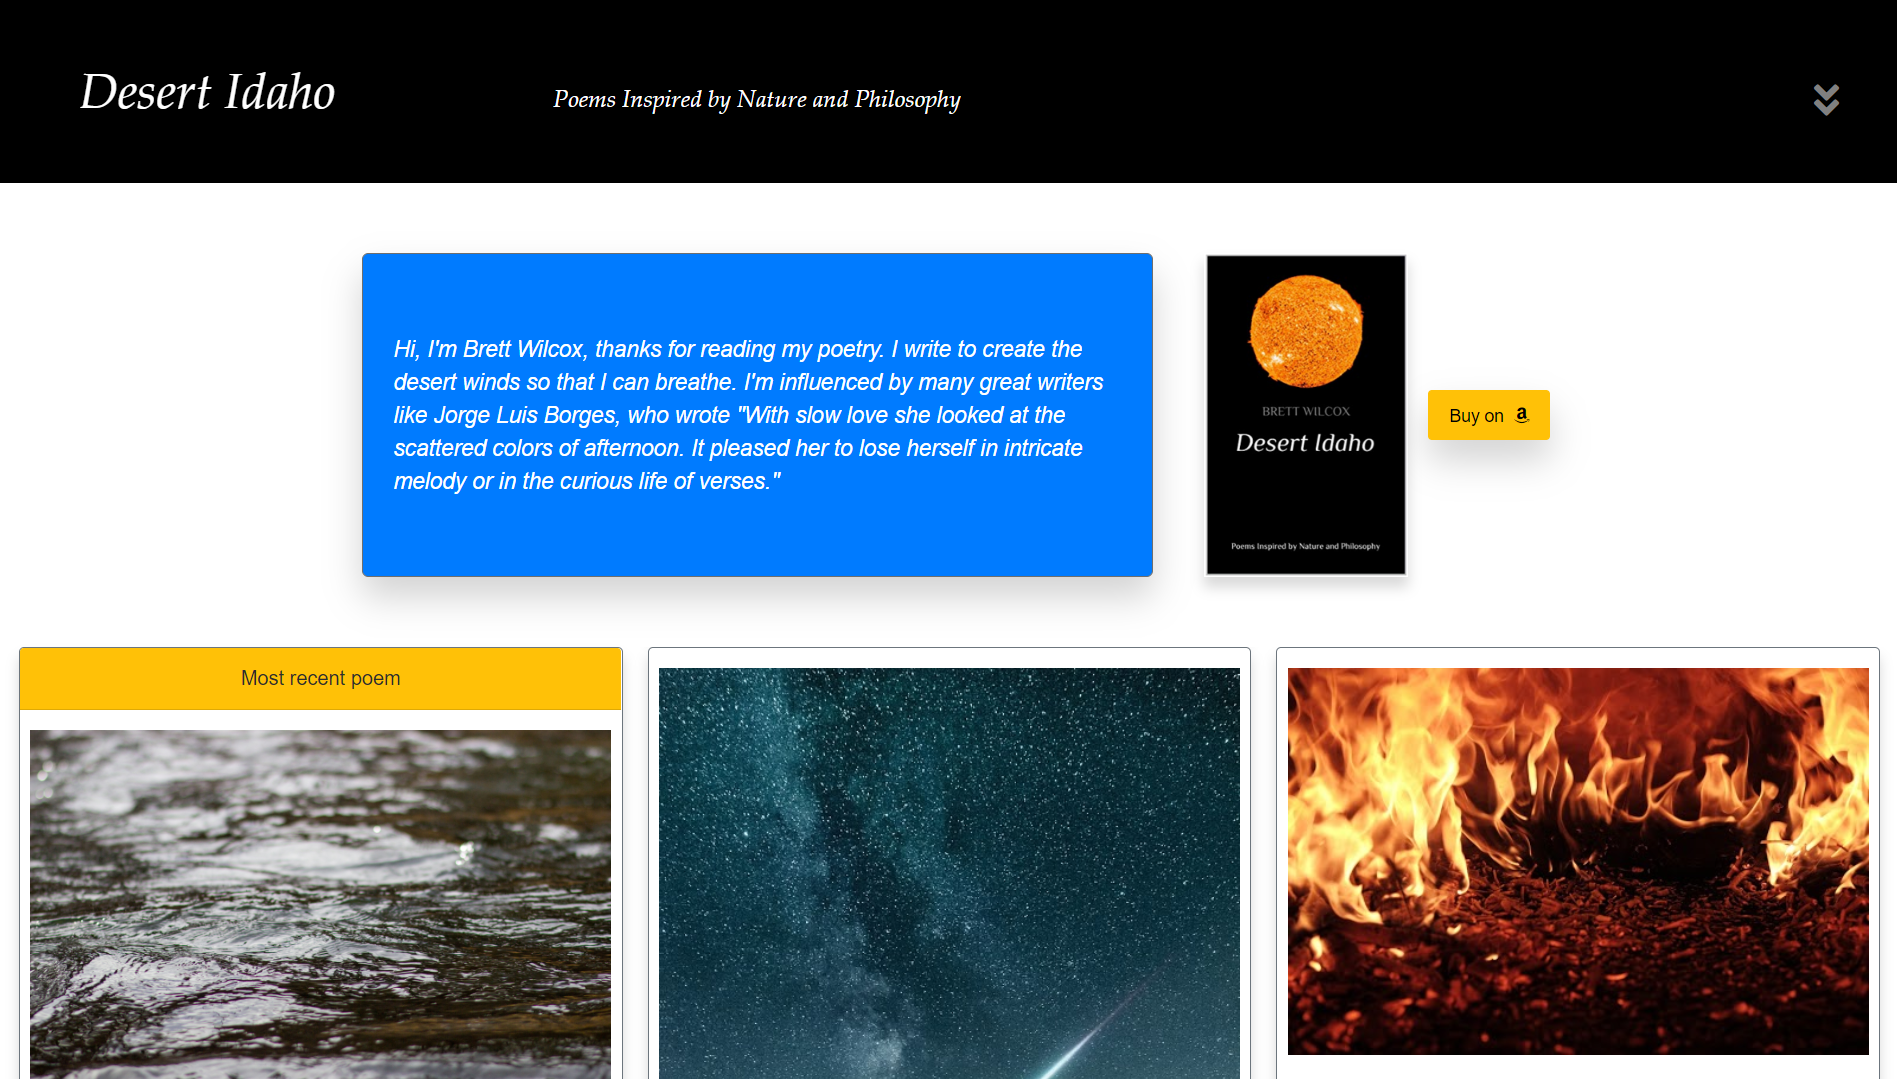 Desert Idaho
Poems Inspired by Nature and Philosophy
Hi, I'm Brett Wilcox, thanks for reading my poetry. I write to create the
desert winds so that I can breathe. I'm influenced by many great writers
like Jorge Luis Borges, who wrote "With slow love she looked at the
scattered colors of afternoon. It pleased her to lose herself in intricate
melody or in the curious life of verses."
BRETT WILCOX
Desert Idaho
Poems Inspired by Nature and Philosophy
Buy on a
Most recent poem